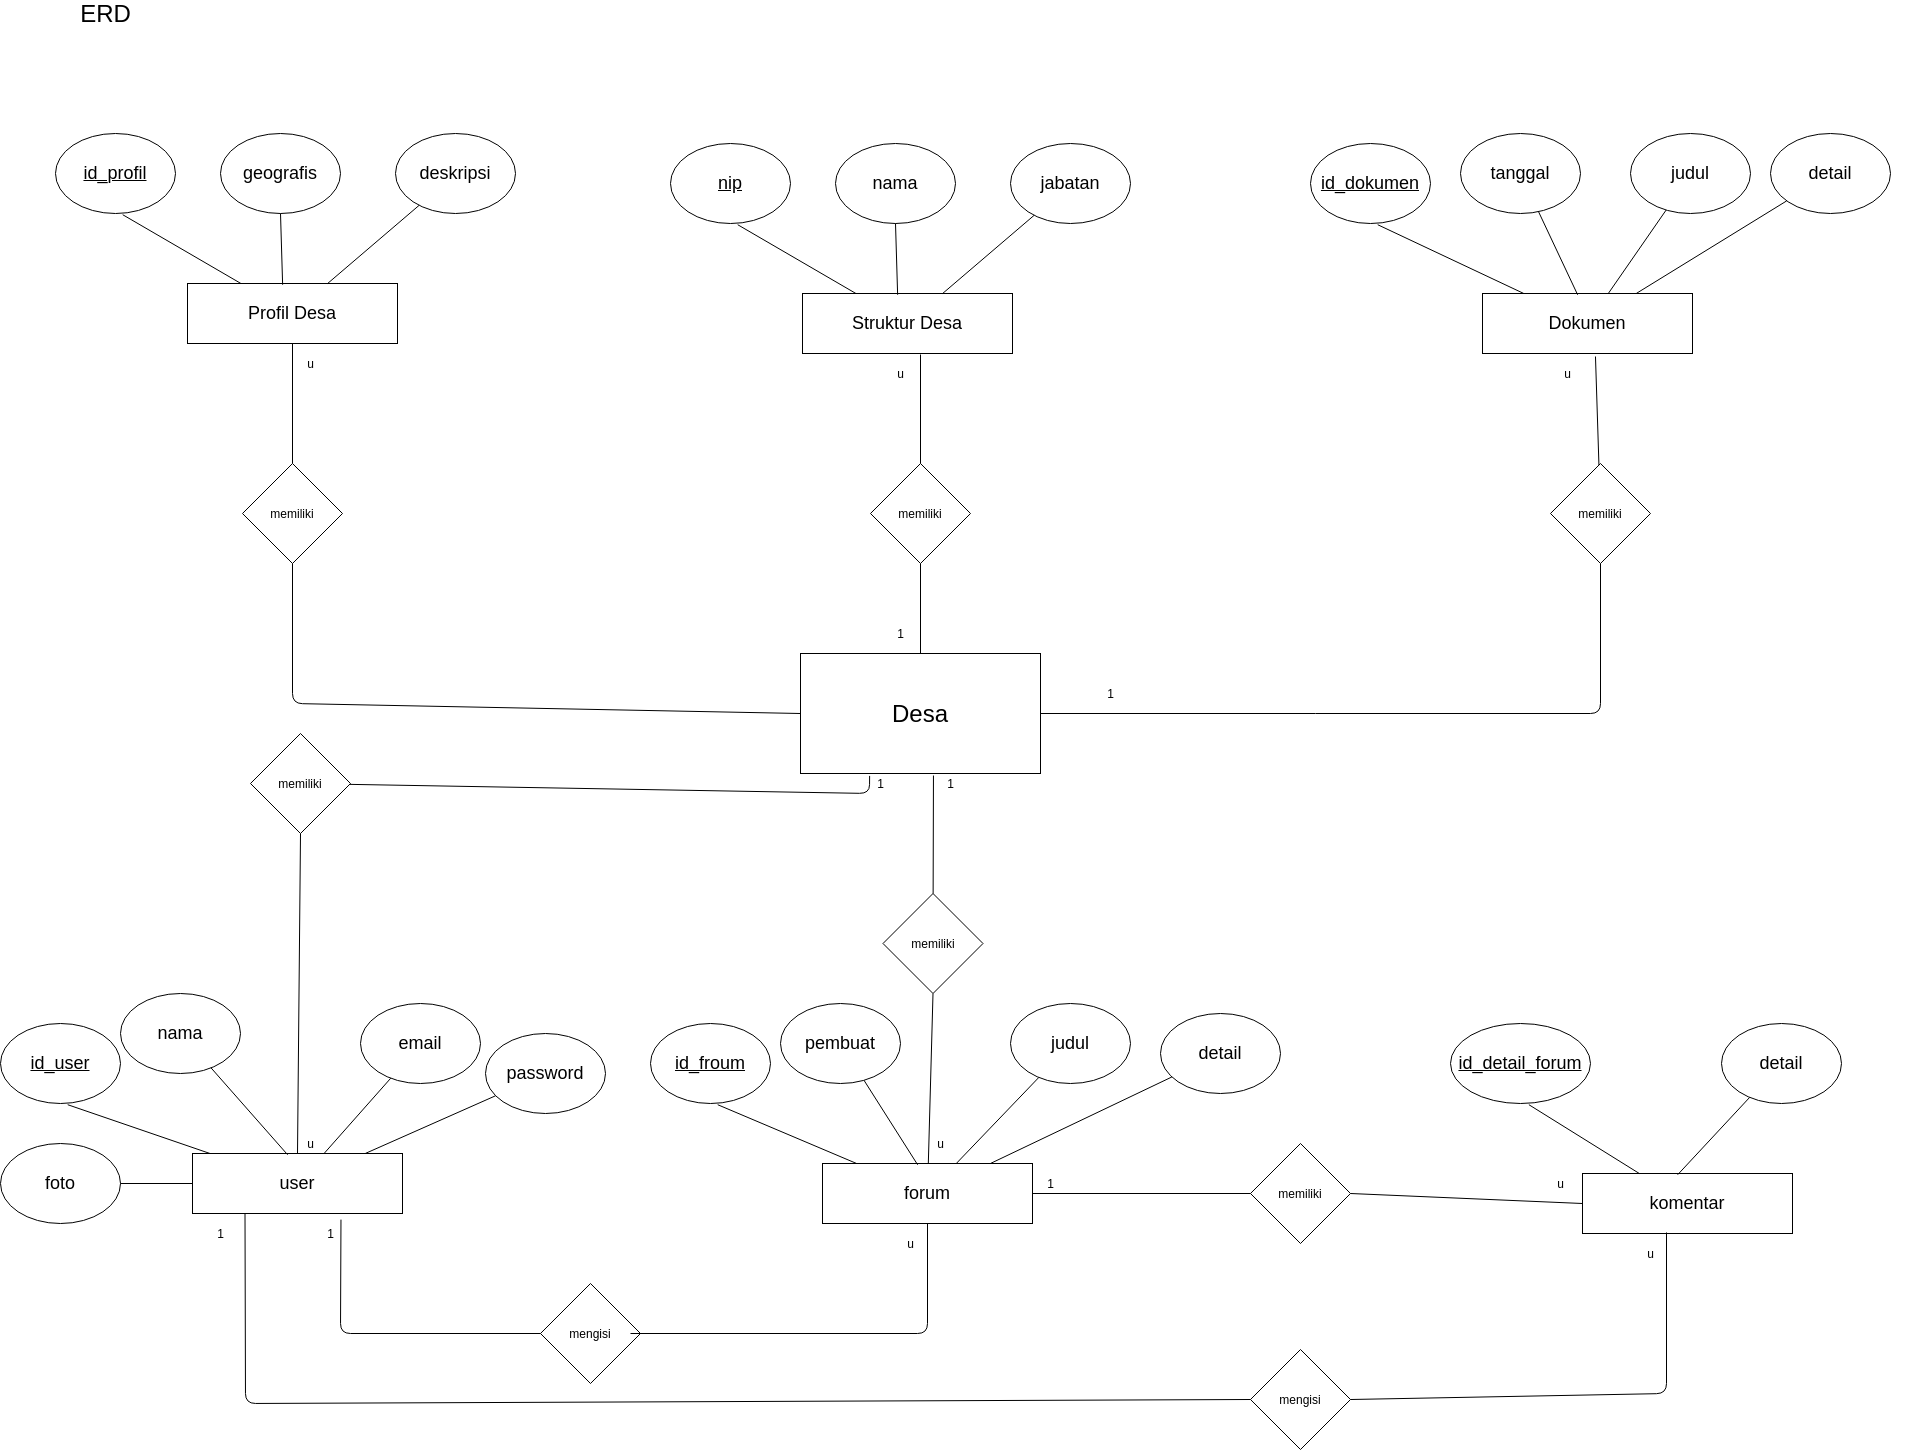 ERD
id_profil
geografis
deskripsi
nip
nama
jabatan
id_dokumen
tanggal
judul
detail
Profil Desa
Struktur Desa
Dokumen
u
u
u
memiliki
memiliki
memiliki
1
1
Desa
memiliki
1
1
memiliki
id_user
nama
email
password
id_froum
pembuat
judul
detail
id_detail_forum
detail
u
u
foto
user
forum
1
memiliki
u
komentar
1
1
u
u
mengisi
mengisi